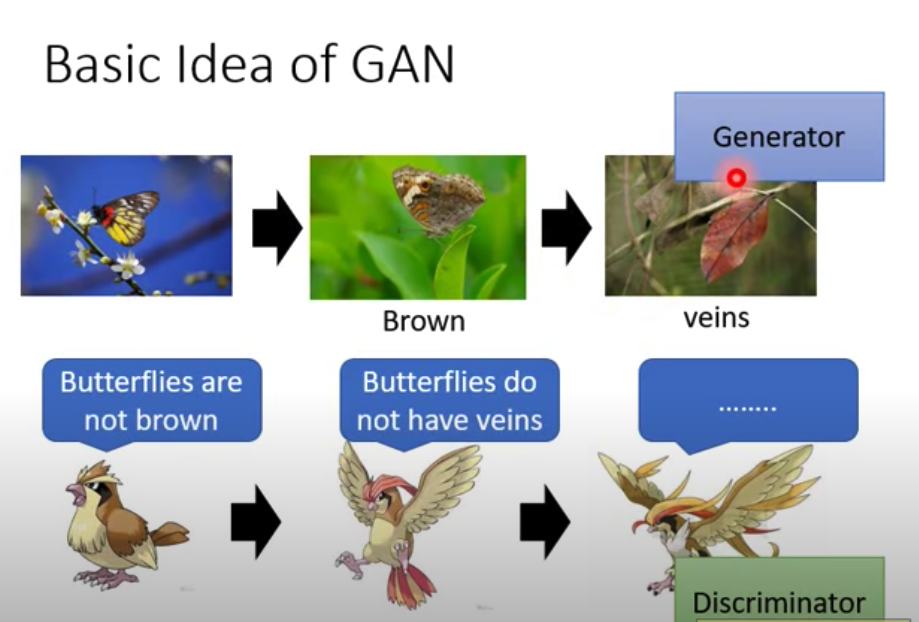 Basic Idea of GAN
Generator
Brown
veins
Butterflies are
not brown
Butterflies do
not have veins
........
Discriminator